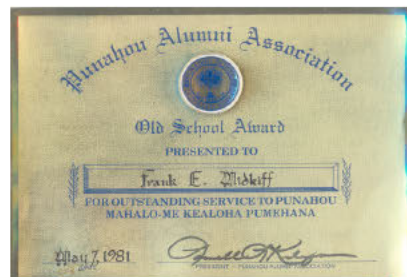 Punahou Alumni Association
Old School Award
PRESENTED TO
Frank E. Midkiff
FOR OUTSTANDING SERVICE TO PUNAHOU
MAHALO-ME KEALOHA PUMEHANA
May 7, 1981
DATE
PRESIDENT - PUNAHOU ALUMNI ASSOCIATION